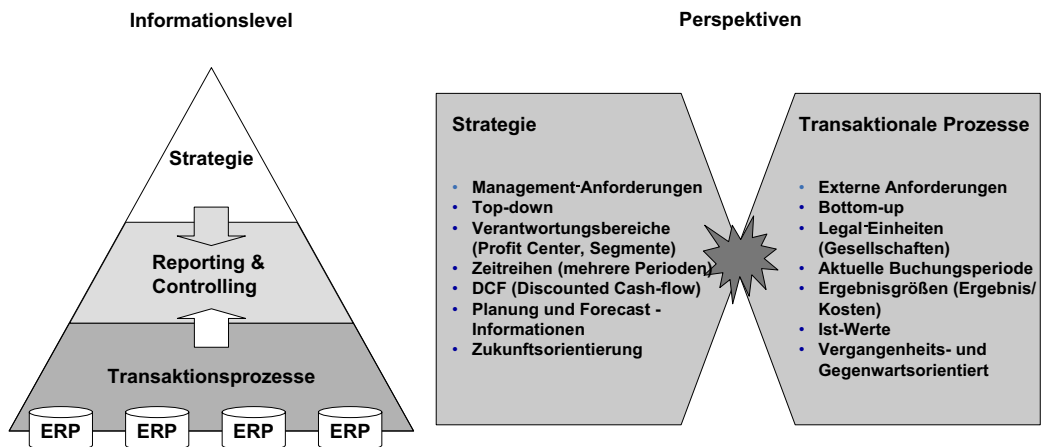 Informationslevel
Strategie
Reporting &
Controlling
Transaktionsprozesse
ERP
ERP
ERP
ERP
Perspektiven
Strategie
• Management-Anforderungen
• Top-down
• Verantwortungsbereiche
(Profit Center, Segmente)
• Zeitreihen (mehrere Perioden)
• DCF (Discounted Cash-flow)
• Planung und Forecast -
Informationen
• Zukunftsorientierung
Transaktionale Prozesse
• Externe Anforderungen
• Bottom-up
• Legal-Einheiten
(Gesellschaften)
• Aktuelle Buchungsperiode
• Ergebnisgrößen (Ergebnis/
Kosten)
• Ist-Werte
• Vergangenheits- und
Gegenwartsorientiert